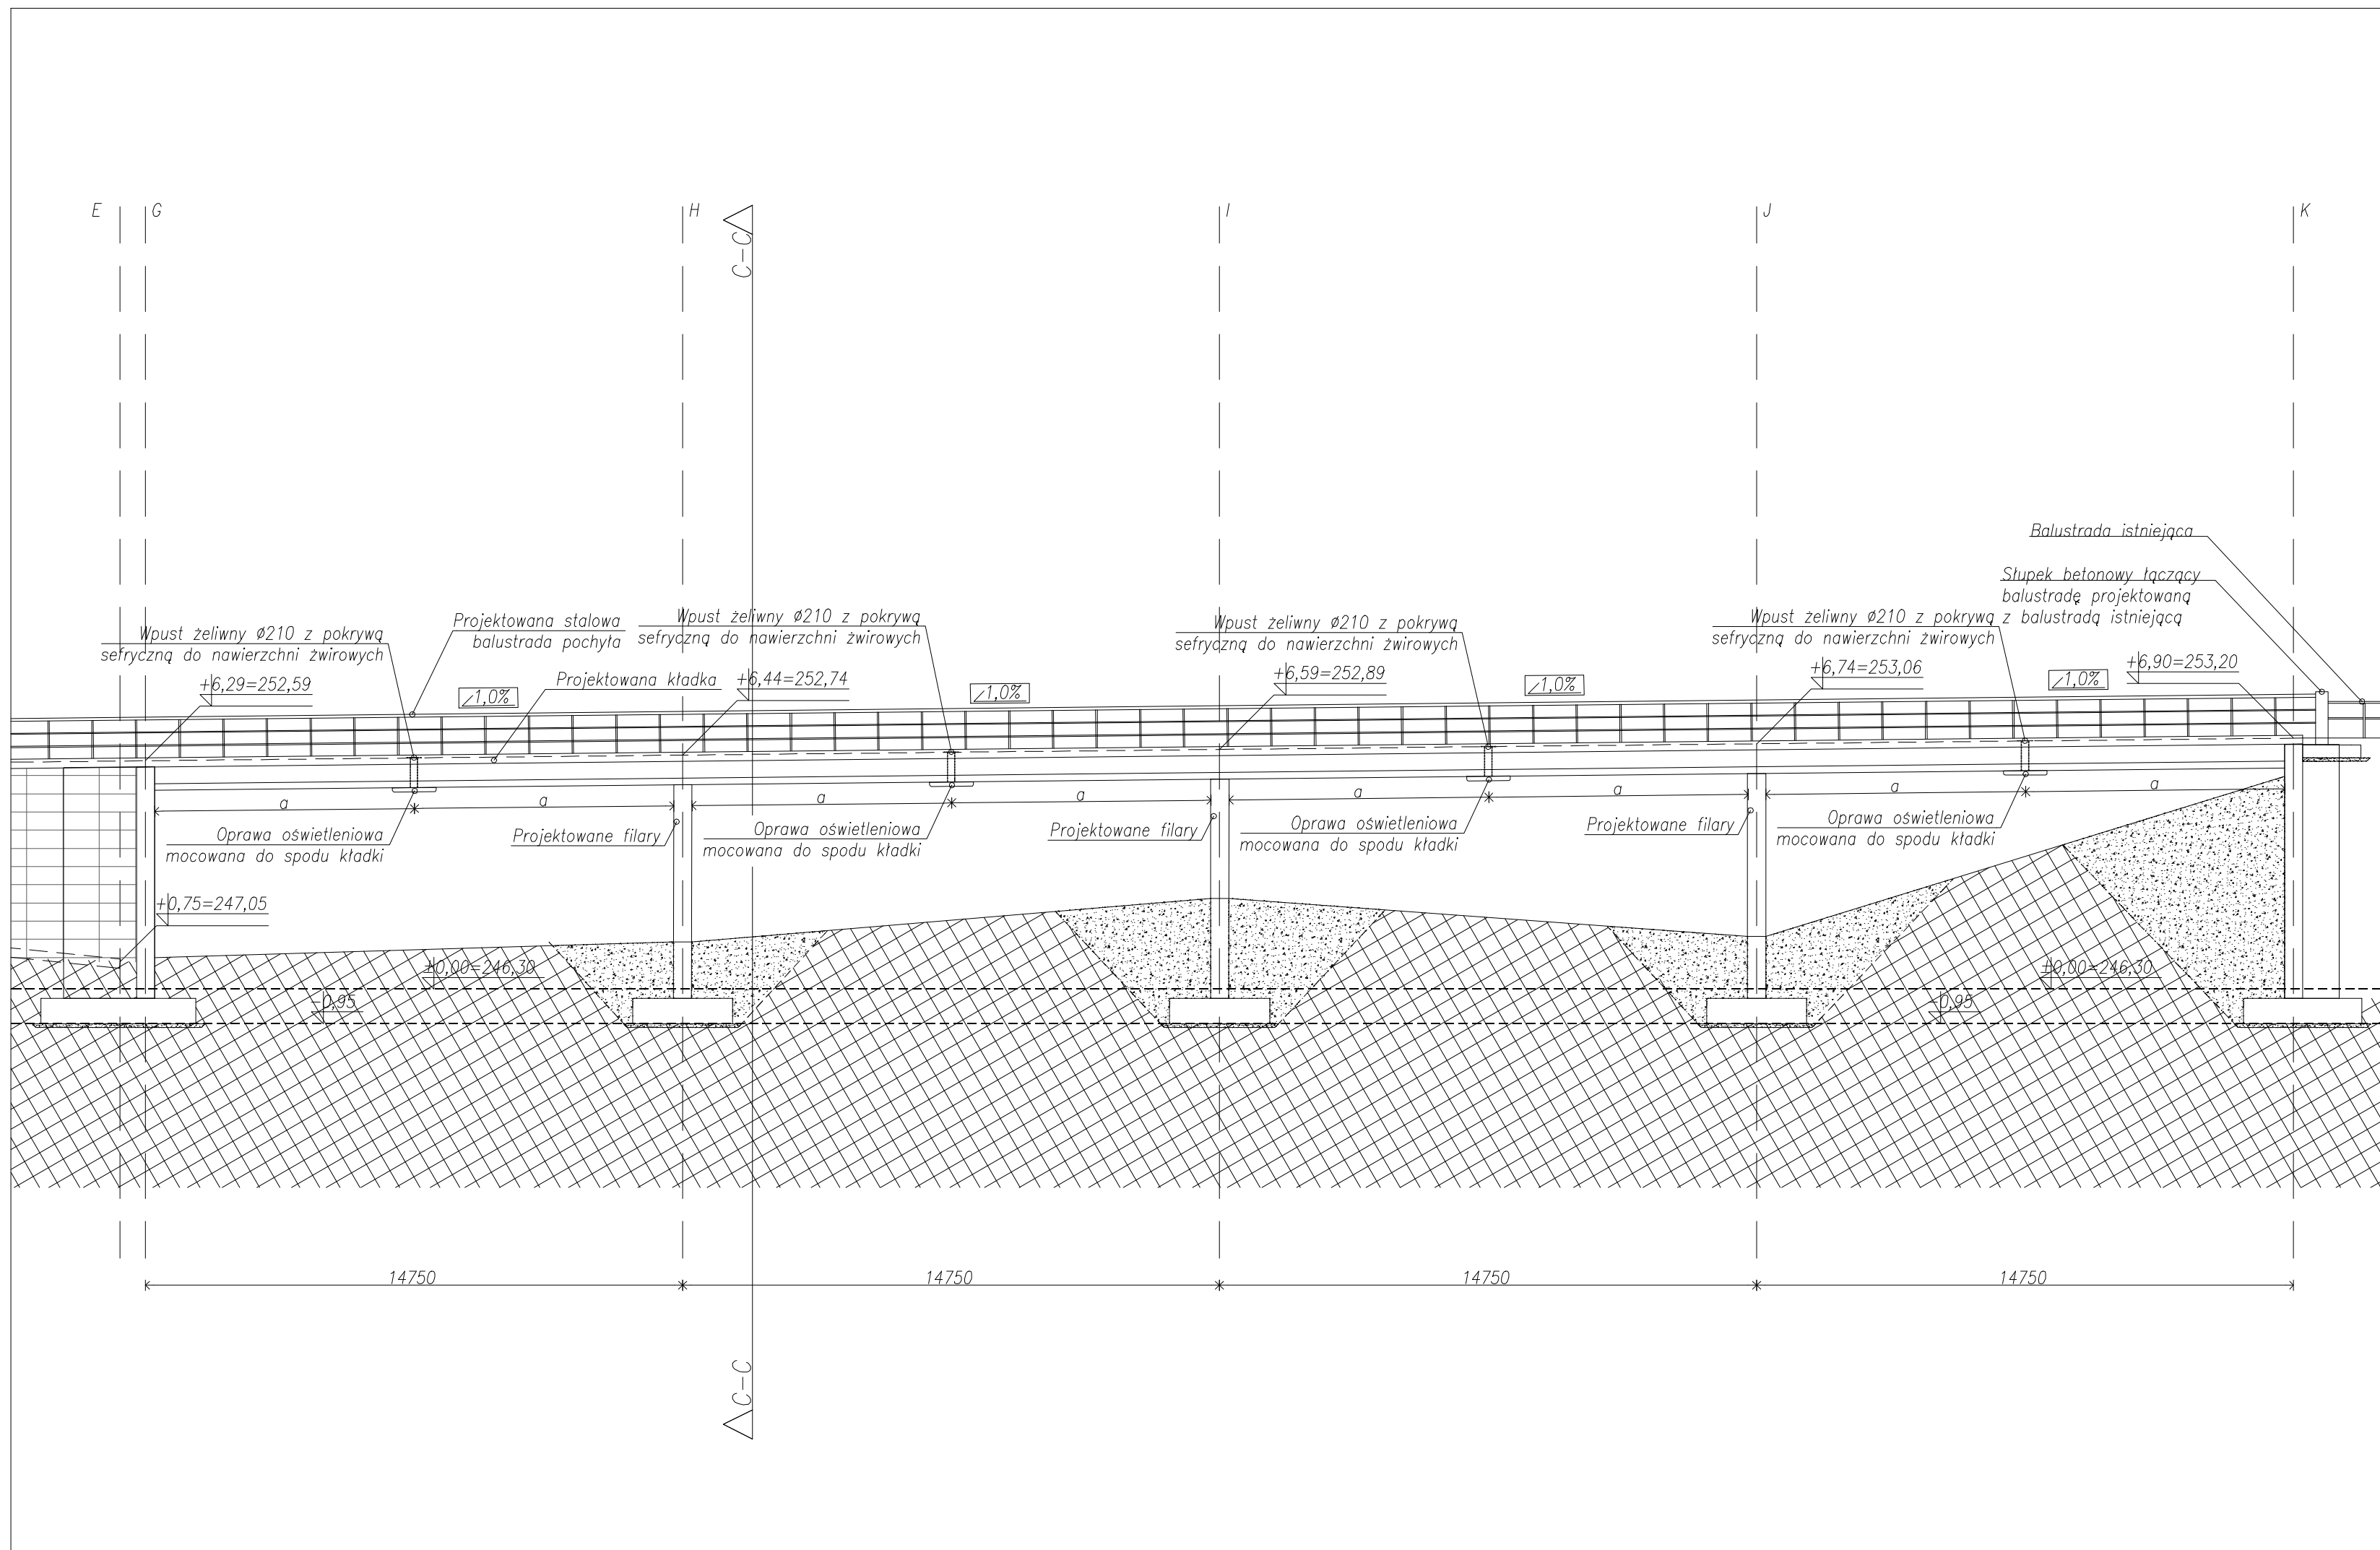 E
G
H
C-C
I
J
K
Balustrada istniejąca
Słupek betonowy łączący
balustradę projektowaną
z balustradą istniejącą
Wpust żeliwny ø210 z pokrywą
sefryczną do nawierzchni żwirowych
Projektowana stalowa
balustrada pochyła
Wpust żeliwny ø210 z pokrywą
sefryczną do nawierzchni żwirowych
Wpust żeliwny ø210 z pokrywą
sefryczną do nawierzchni żwirowych
Wpust żeliwny ø210 z pokrywą
sefryczną do nawierzchni żwirowych
+6,29=252,59
1,0%
Projektowana kładka
+6,44=252,74
1,0%
+6,59=252,89
1,0%
+6,74=253,06
1,0%
+6,90=253,20
a
a
a
a
a
a
a
a
Oprawa oświetleniowa
mocowana do spodu kładki
Projektowane filary
Oprawa oświetleniowa
mocowana do spodu kładki
Projektowane filary
Oprawa oświetleniowa
mocowana do spodu kładki
Projektowane filary
Oprawa oświetleniowa
mocowana do spodu kładki
+0,75=247,05
±0,00=246,30
±0,00=246,30
-0,95
-0,95
14750
14750
14750
14750
C-C